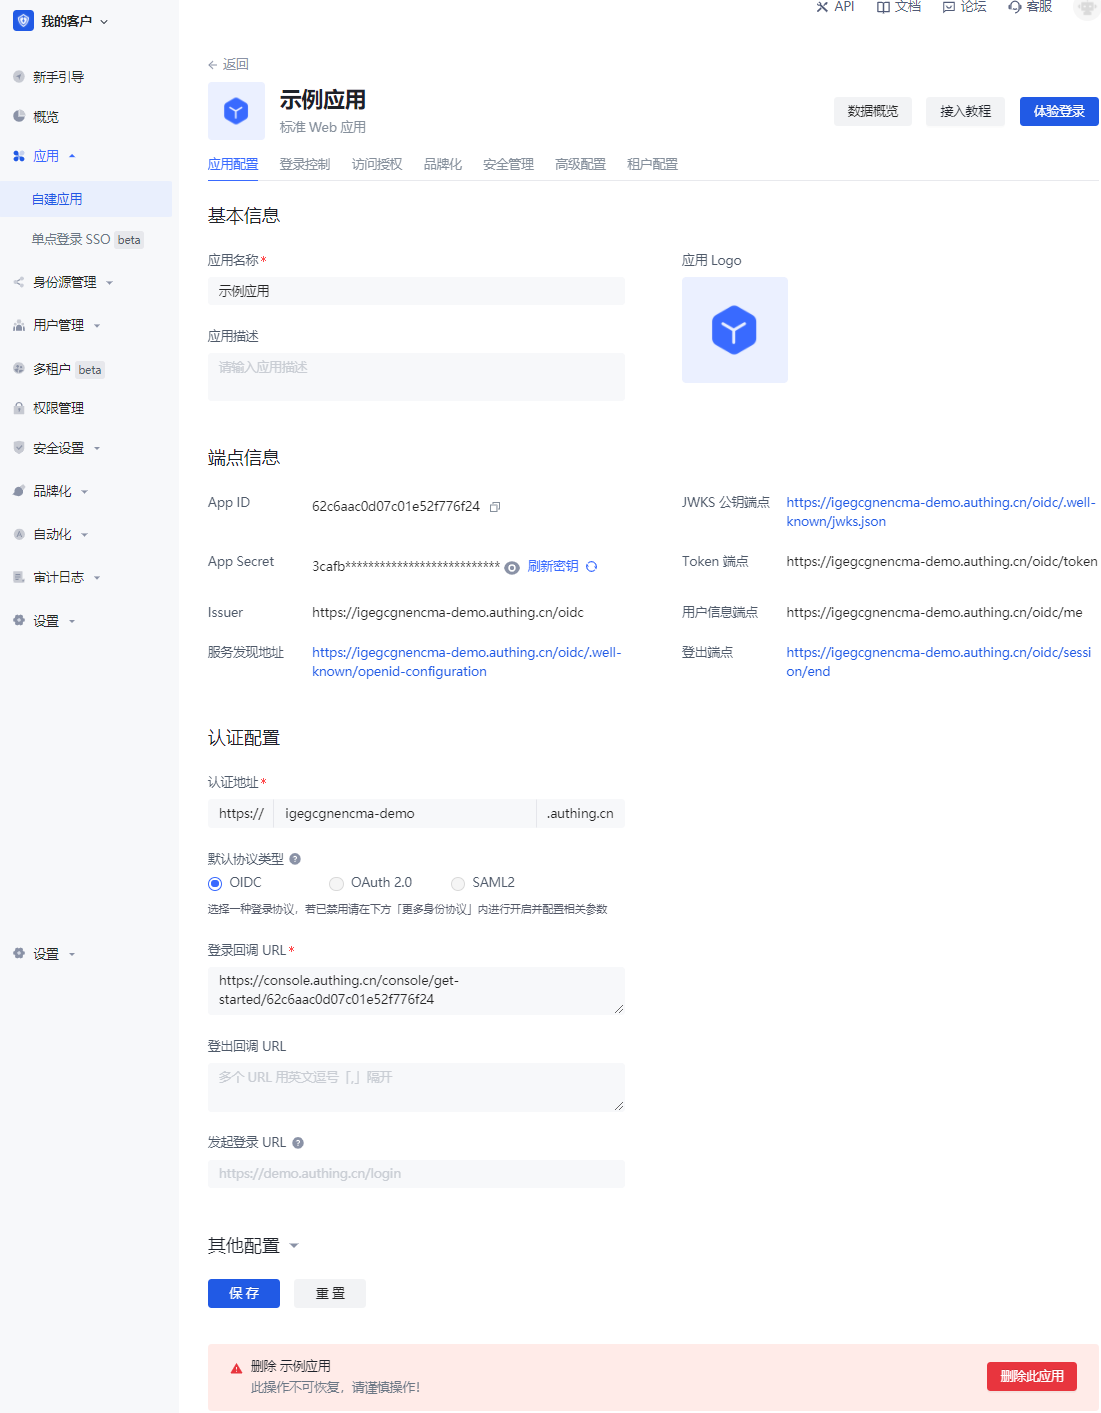 我的客户
API
文档
论坛
客服
新手引导
概览
应用
自建应用
单点登录 SSO beta
身份源管理
用户管理
多租户 beta
权限管理
安全设置
品牌化
自动化
审计日志
设置
设置
返回
示例应用
标准 Web 应用
数据概览
接入教程
体验登录
应用配置
登录控制
访问授权
品牌化
安全管理
高级配置
租户配置
基本信息
应用名称*
示例应用
应用描述
请输入应用描述
应用 Logo
端点信息
App ID
62c6aac0d07c01e52f776f24
App Secret
3cafb***************************
刷新密钥
Issuer
https://igegcgnencma-demo.authing.cn/oidc
服务发现地址
https://igegcgnencma-demo.authing.cn/oidc/.well-
known/openid-configuration
JWKS 公钥端点
https://igegcgnencma-demo.authing.cn/oidc/.well-
known/jwks.json
Token 端点
https://igegcgnencma-demo.authing.cn/oidc/token
用户信息端点
https://igegcgnencma-demo.authing.cn/oidc/me
登出端点
https://igegcgnencma-demo.authing.cn/oidc/sessi
on/end
认证配置
认证地址*
https://
igegcgnencma-demo
.authing.cn
默认协议类型
OIDC
OAuth 2.0
SAML2
选择一种登录协议，若已禁用请在下方「更多身份协议」内进行开启并配置相关参数
登录回调 URL*
https://console.authing.cn/console/get-
started/62c6aac0d07c01e52f776f24
登出回调 URL
多个 URL 用英文逗号「,」隔开
发起登录 URL
https://demo.authing.cn/login
其他配置
保存
重置
删除 示例应用
此操作不可恢复，请谨慎操作！
删除此应用